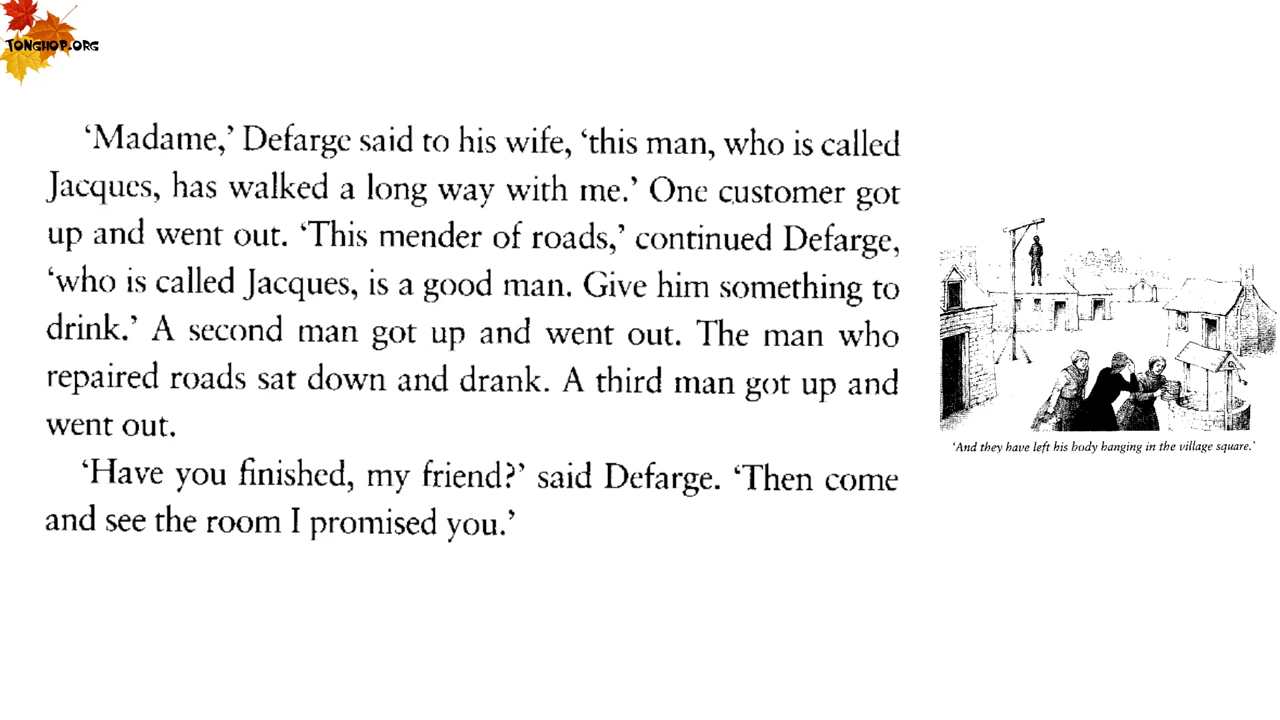 TONGHOP.ORG
‘Madame,’ Defarge said to his wife, ‘this man, who is called
Jacques, has walked a long way with me.’ One customer got
up and went out. ‘This mender of roads,’ continued Defarge,
‘who is called Jacques, is a good man. Give him something to
drink.’ A second man got up and went out. The man who
repaired roads sat down and drank. A third man got up and
went out.
‘Have you finished, my friend?’ said Defarge. ‘Then come
and see the room I promised you.’
‘And they have left his body hanging in the village square.’